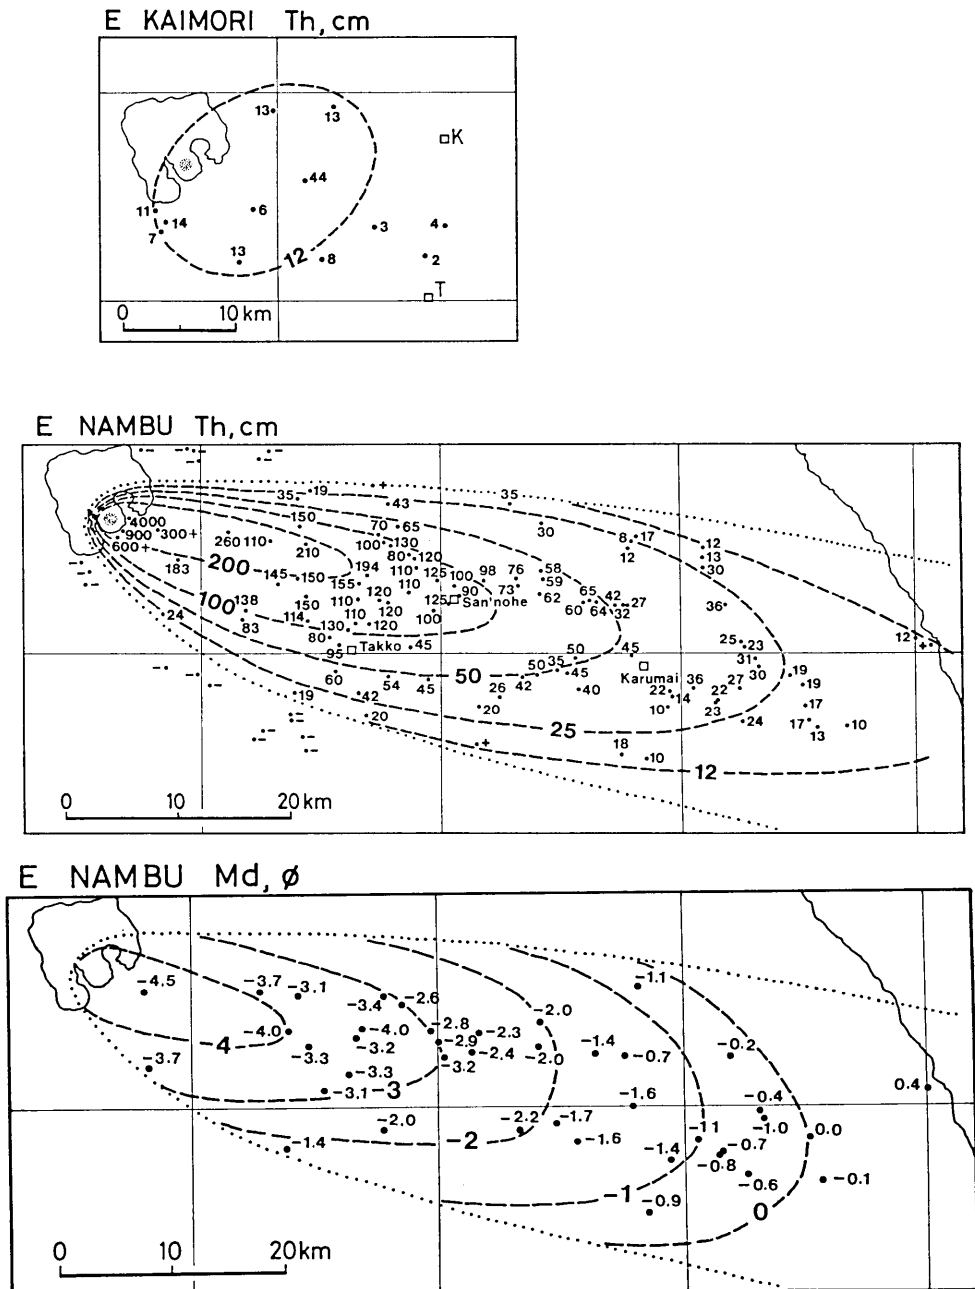 E KAIMORI Th, cm
13
13
K
44
11
14
6
7
3
4
13
12
8
2
T
0 10 km
E NAMBU Th, cm
35 19 + 43 35
4000
900 300+
600+
260 110 150 210
70 65 100 130
30
8 17 12
12 13 30
80 120
183 200
145 150 194 155 110 125 100 98 76 73 58 59
138 100 150 110 120 120 125 90 San'nohe 62 65 42
60 64 32 27
36
24 83 114 130 120 100
80 95 Takko 45
25 23
12 +
45
50 50 35 45
31 30
60 54 45 50 42 40
Karumai
22 14 36 27 19 19
19 42 26
20 20 10 22 23 17
25 24 17 13 10
+
18 10 12
0 10 20 km
E NAMBU Md, ø
-4.5 -3.7 -3.1 -3.4 -2.6 -2.0 -1.1
-4.0 -4.0 -2.8 -2.3
4 -3.3 -3.2 -2.9 -2.4 -2.0 -1.4 -0.7 -0.2
-3.7 -3.3 -3.2
-3.1 -3 0.4
-1.6 -0.4
-2.0 -2.2 -1.7 -1.0 0.0
-1.4 -2 -1.6 -1.4 -1.1 -0.7
-0.8 -0.6 -0.1
-1 -0.9 0
0 10 20 km